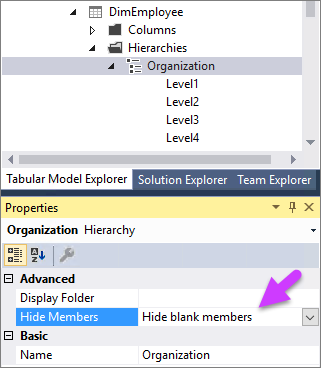 DimEmployee
Columns
Hierarchies
Organization
Level1
Level2
Level3
Level4
Tabular Model Explorer Solution Explorer Team Explorer
Properties
Organization Hierarchy
Advanced
Display Folder
Hide Members Hide blank members
Basic
Name Organization